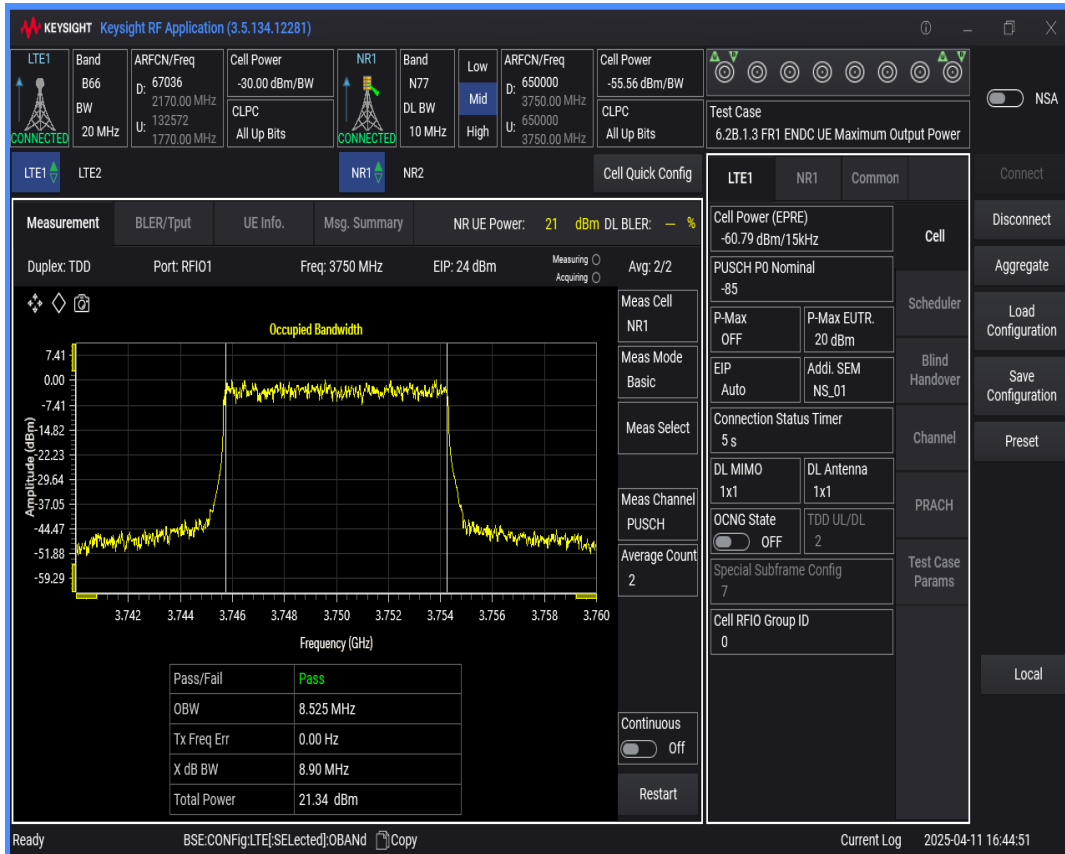 KEYSIGHT Keysight RF Application (3.5.134.12281)
LTE1
CONNECTED
Band
B66
BW
20 MHz
ARFCN/Freq
D: 67036
2170.00 MHz
U: 132572
1770.00 MHz
Cell Power
-30.00 dBm/BW
CLPC
All Up Bits
NR1
CONNECTED
Band
N77
DL BW
10 MHz
Low
Mid
High
ARFCN/Freq
D: 650000
3750.00 MHz
U: 650000
3750.00 MHz
Cell Power
-55.56 dBm/BW
CLPC
All Up Bits
Test Case
6.2B.1.3 FR1 ENDC UE Maximum Output Power
NSA
LTE1 LTE2
NR1 NR2
Cell Quick Config
Measurement BLER/Tput UE Info. Msg. Summary NR UE Power: 21 dBm DL BLER: — %
Duplex: TDD Port: RFIO1 Freq: 3750 MHz EIP: 24 dBm
Measuring
Acquiring
Avg: 2/2
Occupied Bandwidth
Amplitude (dBm)
7.41
0.00
-7.41
-14.82
-22.23
-29.64
-37.05
-44.47
-51.88
-59.29
3.742 3.744 3.746 3.748 3.750 3.752 3.754 3.756 3.758 3.760
Frequency (GHz)
Pass/Fail Pass
OBW 8.525 MHz
Tx Freq Err 0.00 Hz
X dB BW 8.90 MHz
Total Power 21.34 dBm
Meas Cell
NR1
Meas Mode
Basic
Meas Select
Meas Channel
PUSCH
Average Count
2
Continuous
Off
Restart
LTE1 NR1 Common
Cell Power (EPRE)
-60.79 dBm/15kHz
PUSCH P0 Nominal
-85
P-Max
OFF
P-Max EUTR.
20 dBm
EIP
Auto
Addi. SEM
NS_01
Connection Status Timer
5 s
DL MIMO
1x1
DL Antenna
1x1
OCNG State
OFF
TDD UL/DL
2
Special Subframe Config
7
Cell RFIO Group ID
0
Cell
Scheduler
Blind
Handover
Channel
PRACH
Test Case
Params
Connect
Disconnect
Aggregate
Load
Configuration
Save
Configuration
Preset
Local
Ready BSE:CONFig:LTE[:SELected]:OBANd Copy Current Log 2025-04-11 16:44:51